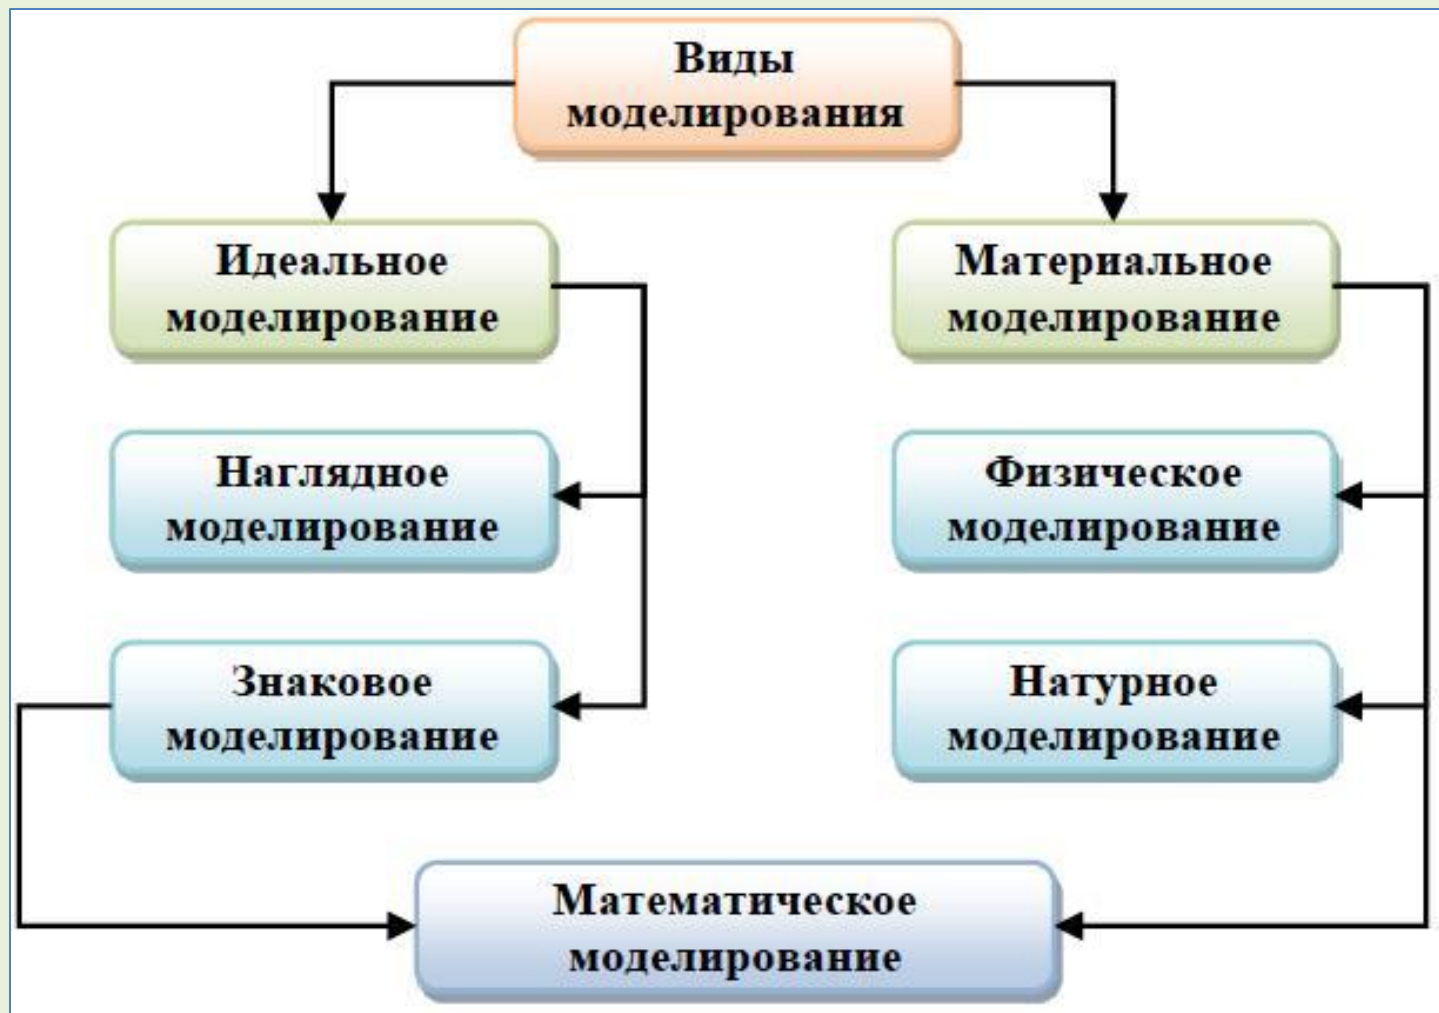 Виды
моделирования
Идеальное
моделирование
Материальное
моделирование
Наглядное
моделирование
Физическое
моделирование
Знаковое
моделирование
Натурное
моделирование
Математическое
моделирование